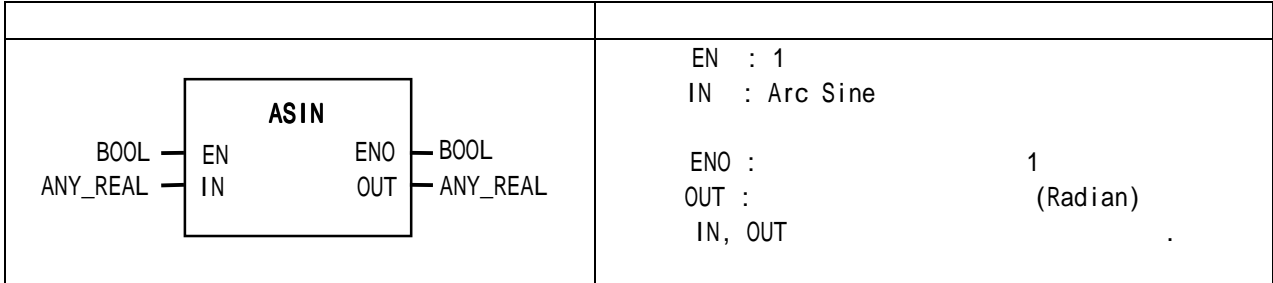 ASIN
BOOL EN ENO BOOL
ANY_REAL IN OUT ANY_REAL
EN : 1
IN : Arc Sine
ENO : 1
OUT : (Radian)
IN, OUT .